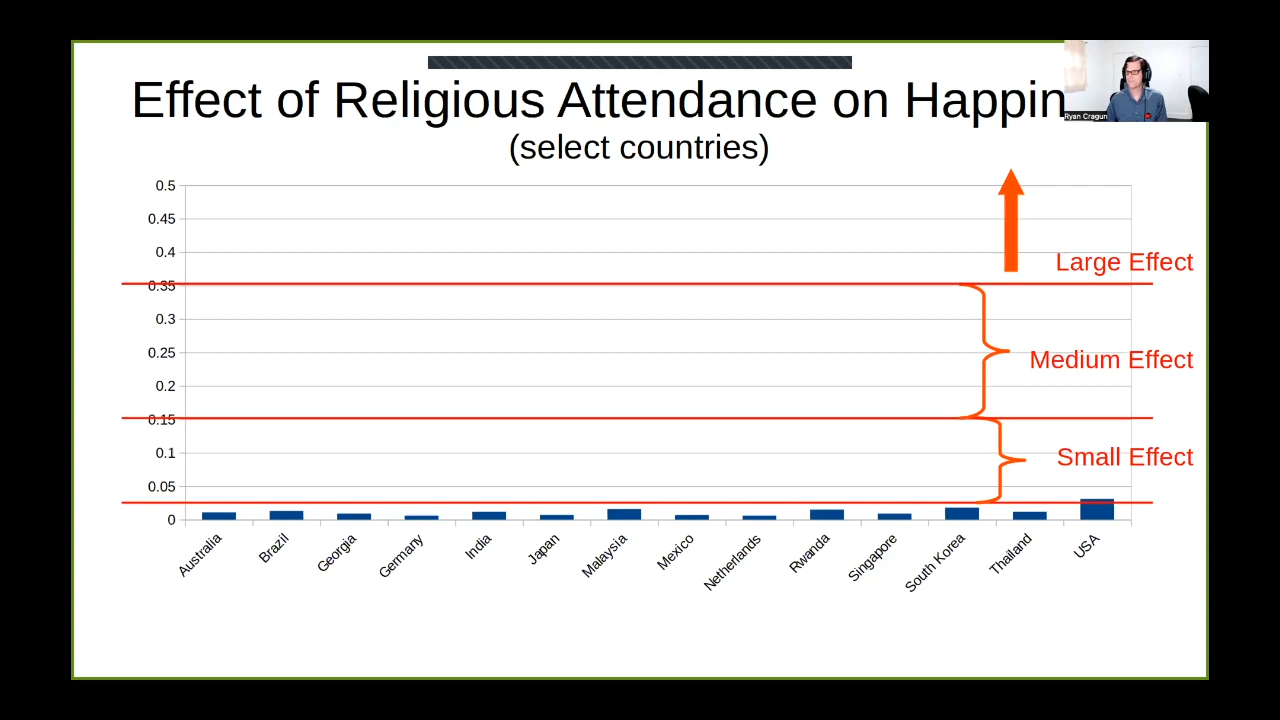 Effect of Religious Attendance on Happin
Ryan Cragun
(select countries)
0.5
0.45
0.4
Large Effect
0.35
0.3
0.25
Medium Effect
0.2
0.15
0.1
Small Effect
0.05
0
Australia
Brazil
Georgia
Germany
India
Japan
Malaysia
Mexico
Netherlands
Rwanda
Singapore
South Korea
Thailand
USA